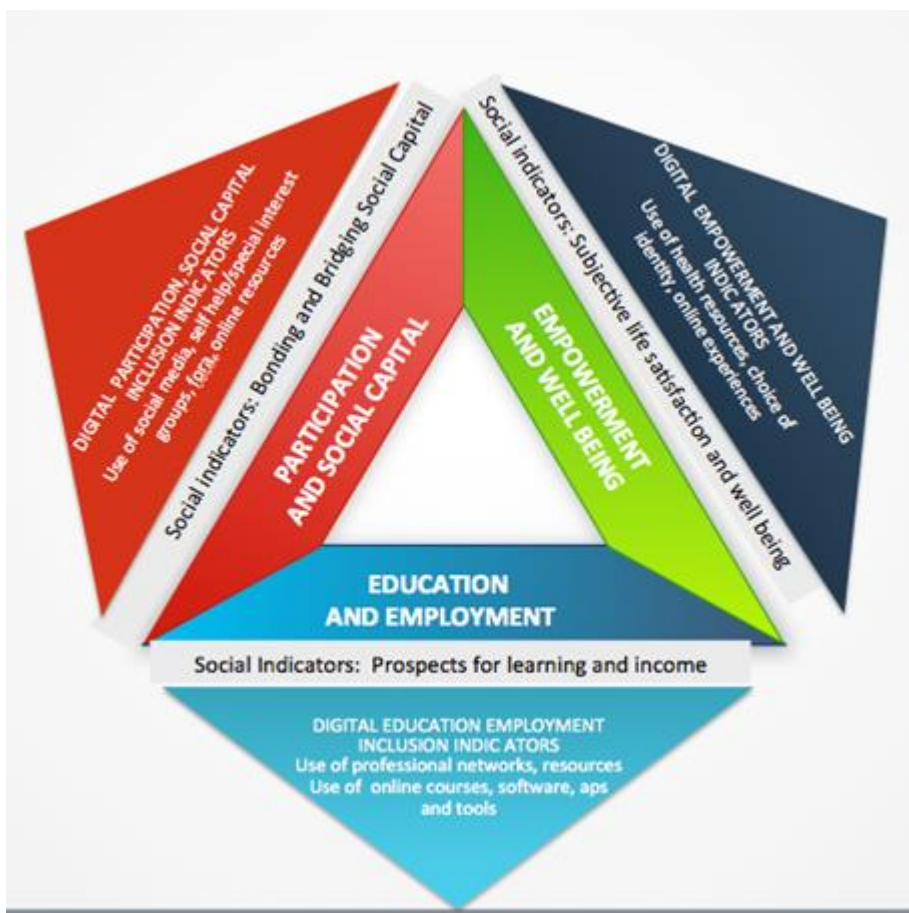 DIGITAL PARTICIPATION, SOCIAL CAPITAL
INCLUSION INDICATORS
Use of social media, self help/special interest
groups, fora, online resources
Social indicators: Bonding and Bridging Social Capital
PARTICIPATION
AND SOCIAL CAPITAL
EMPOWERMENT
AND WELL BEING
Social indicators: Subjective life satisfaction and well being
DIGITAL EMPOWERMENT AND WELL BEING
INDICATORS
Use of health resources, choice of
identity, online experiences
EDUCATION
AND EMPLOYMENT
Social Indicators: Prospects for learning and income
DIGITAL EDUCATION EMPLOYMENT
INCLUSION INDIC ATORS
Use of professional networks, resources
Use of online courses, software, aps
and tools